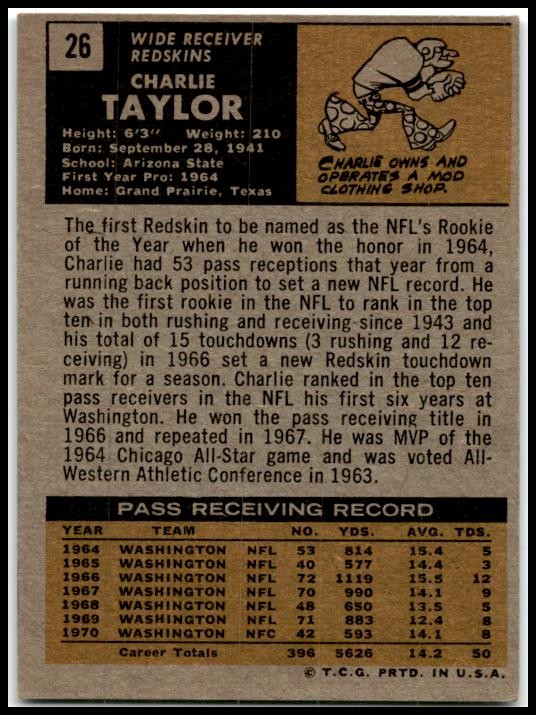 26
WIDE RECEIVER
REDSKINS
CHARLIE
TAYLOR
Height: 6'3" Weight: 210
Born: September 28, 1941
School: Arizona State
First Year Pro: 1964
Home: Grand Prairie, Texas
CHARLIE OWNS AND
OPERATES A MOD
CLOTHING SHOP.
The first Redskin to be named as the NFL's Rookie
of the Year when he won the honor in 1964,
Charlie had 53 pass receptions that year from a
running back position to set a new NFL record. He
was the first rookie in the NFL to rank in the top
ten in both rushing and receiving since 1943 and
his total of 15 touchdowns (3 rushing and 12 re-
ceiving) in 1966 set a new Redskin touchdown
mark for a season. Charlie ranked in the top ten
pass receivers in the NFL his first six years at
Washington. He won the pass receiving title in
1966 and repeated in 1967. He was MVP of the
1964 Chicago All-Star game and was voted All-
Western Athletic Conference in 1963.
PASS RECEIVING RECORD
YEAR TEAM NO. YDS. AVG. TDS.
1964 WASHINGTON NFL 53 814 15.4 5
1965 WASHINGTON NFL 40 577 14.4 3
1966 WASHINGTON NFL 72 1119 15.5 12
1967 WASHINGTON NFL 70 990 14.1 9
1968 WASHINGTON NFL 48 650 13.5 5
1969 WASHINGTON NFL 71 883 12.4 8
1970 WASHINGTON NFC 42 593 14.1 8
Career Totals 396 5626 14.2 50
© T.C.G. PRTD. IN U.S.A.